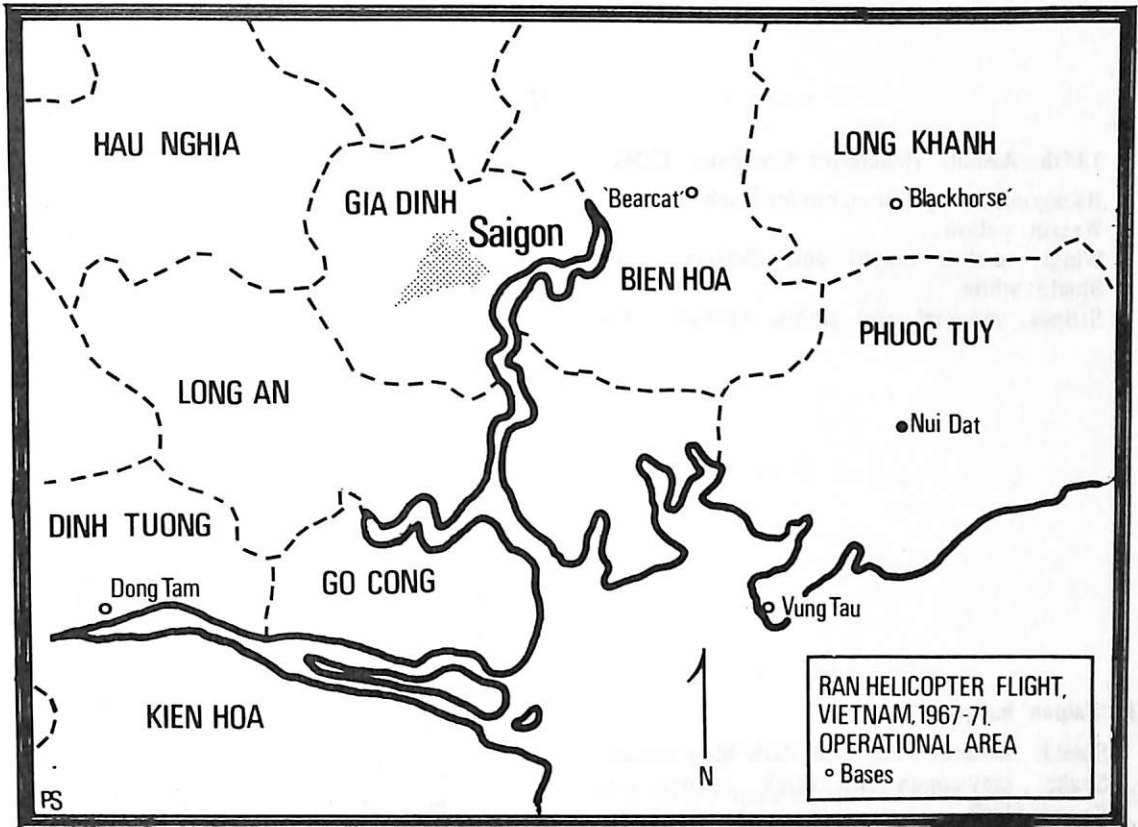 HAU NGHIA
LONG KHANH
GIA DINH
'Bearcat'
'Blackhorse'
Saigon
BIEN HOA
PHUOC TUY
LONG AN
Nui Dat
DINH TUONG
Dong Tam
GO CONG
Vung Tau
KIEN HOA
N
RAN HELICOPTER FLIGHT,
VIETNAM, 1967-71.
OPERATIONAL AREA
Bases
PS